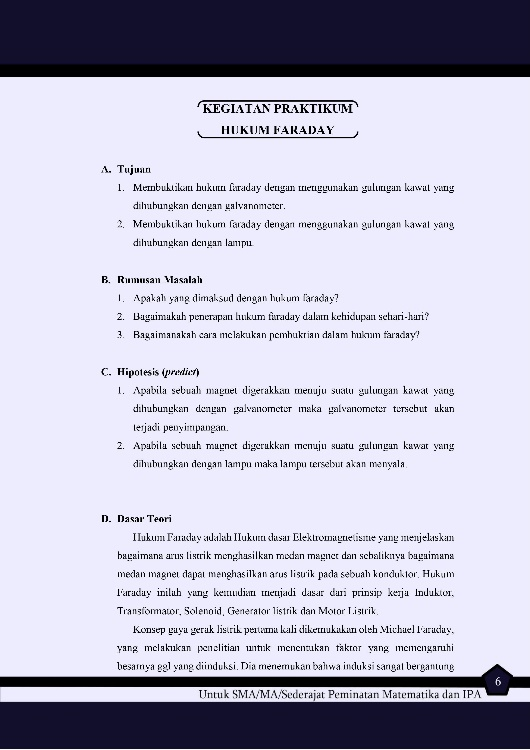 KEGIATAN PRAKTIKUM
HUKUM FARADAY
A. Tujuan
1. Membuktikan hukum faraday dengan menggunakan gulungan kawat yang
dihubungkan dengan galvanometer.
2. Membuktikan hukum faraday dengan menggunakan gulungan kawat yang
dihubungkan dengan lampu.
B. Rumusan Masalah
1. Apakah yang dimaksud dengan hukum faraday?
2. Bagaimakah penerapan hukum faraday dalam kehidupan sehari-hari?
3. Bagaimanakah cara melakukan pembuktian dalam hukum faraday?
C. Hipotesis (predict)
1. Apabila sebuah magnet digerakkan menuju suatu gulungan kawat yang
dihubungkan dengan galvanometer maka galvanometer tersebut akan
terjadi penyimpangan.
2. Apabila sebuah magnet digerakkan menuju suatu gulungan kawat yang
dihubungkan dengan lampu maka lampu tersebut akan menyala.
D. Dasar Teori
Hukum Faraday adalah Hukum dasar Elektromagnetisme yang menjelaskan
bagaimana arus listrik menghasilkan medan magnet dan sebaliknya bagaimana
medan magnet dapat menghasilkan arus listrik pada sebuah konduktor. Hukum
Faraday inilah yang kemudian menjadi dasar dari prinsip kerja Induktor,
Transformator, Solenoid, Generator listrik dan Motor Listrik.
Konsep gaya gerak listrik pertama kali dikemukakan oleh Michael Faraday,
yang melakukan penelitian untuk menentukan faktor yang memengaruhi
besarnya ggl yang diinduksi. Dia menemukan bahwa induksi sangat bergantung
6
Untuk SMA/MA/Sederajat Peminatan Matematika dan IPA